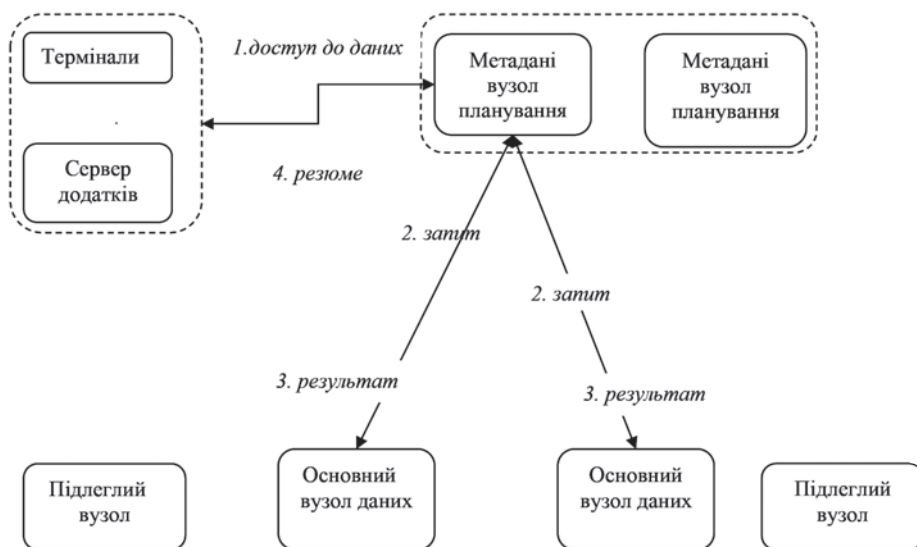 Термінали
1.доступ до даних
Метадані
вузол
планування
Метадані
вузол
планування
Сервер
додатків
4. резюме
2. запит
2. запит
3. результат
3. результат
Підлеглий
вузол
Основний
вузол даних
Основний
вузол даних
Підлеглий
вузол